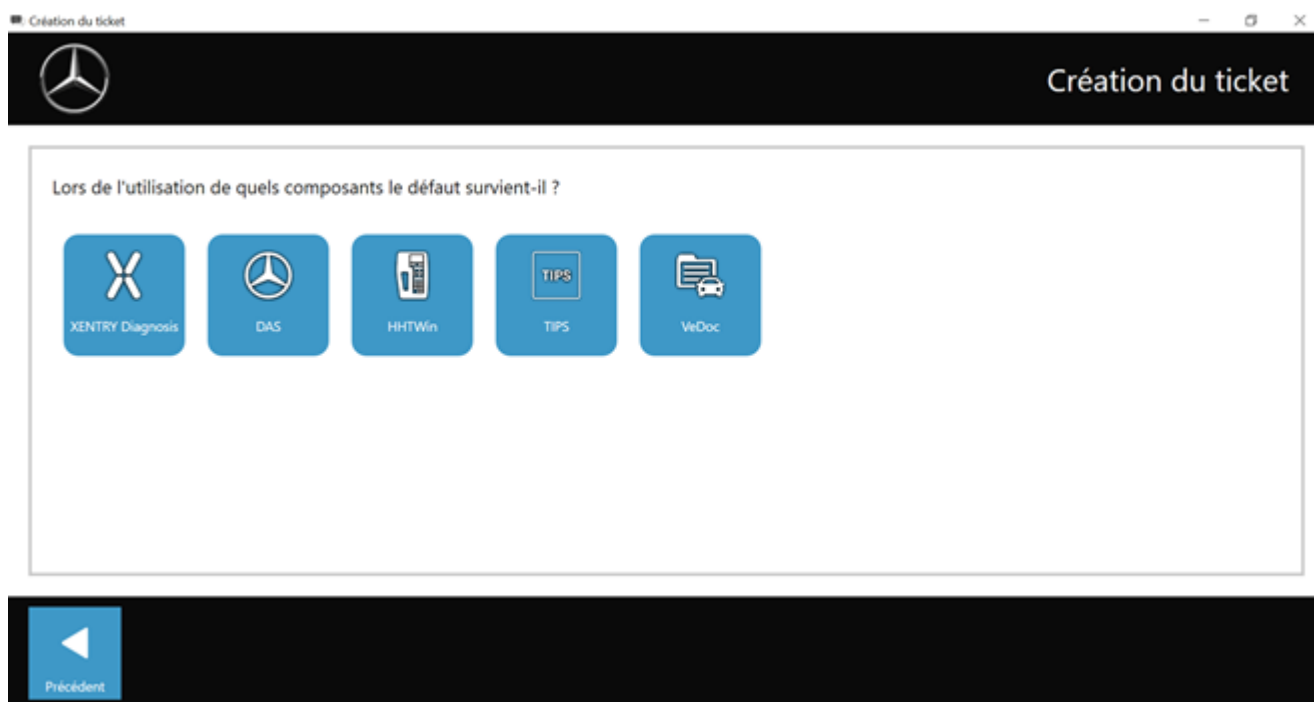 Création du ticket
Création du ticket
Lors de l'utilisation de quels composants le défaut survient-il ?
XENTRY Diagnosis
DAS
HHTWin
TIPS
TIPS
VeDoc
Précédent